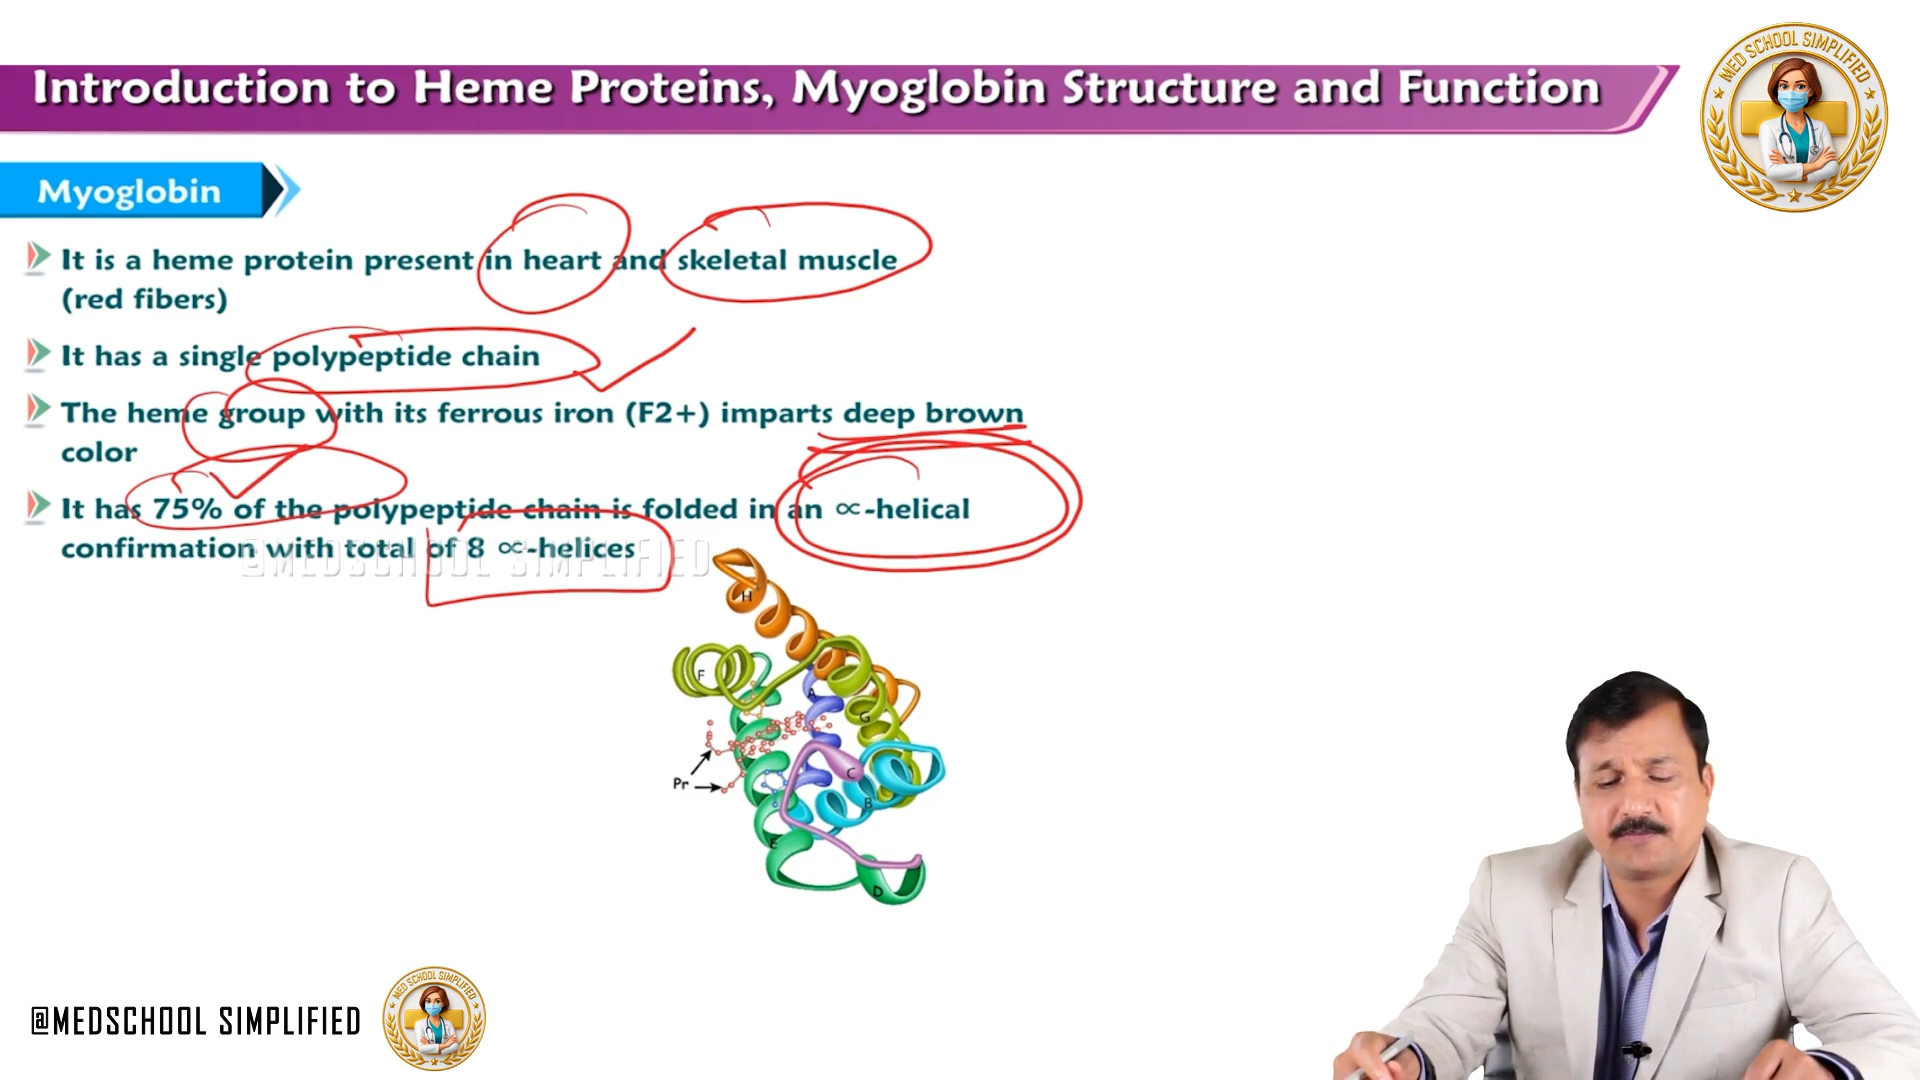 Introduction to Heme Proteins, Myoglobin Structure and Function
MED SCHOOL SIMPLIFIED
Myoglobin
It is a heme protein present in heart and skeletal muscle
(red fibers)
It has a single polypeptide chain
The heme group with its ferrous iron (F2+) imparts deep brown
color
It has 75% of the polypeptide chain is folded in an ∝-helical
confirmation with total of 8 ∝-helices
@MEDSCHOOL SIMPLIFIED
H
F
A
G
C
Pr
B
E
D
@MEDSCHOOL SIMPLIFIED
MED SCHOOL SIMPLIFIED